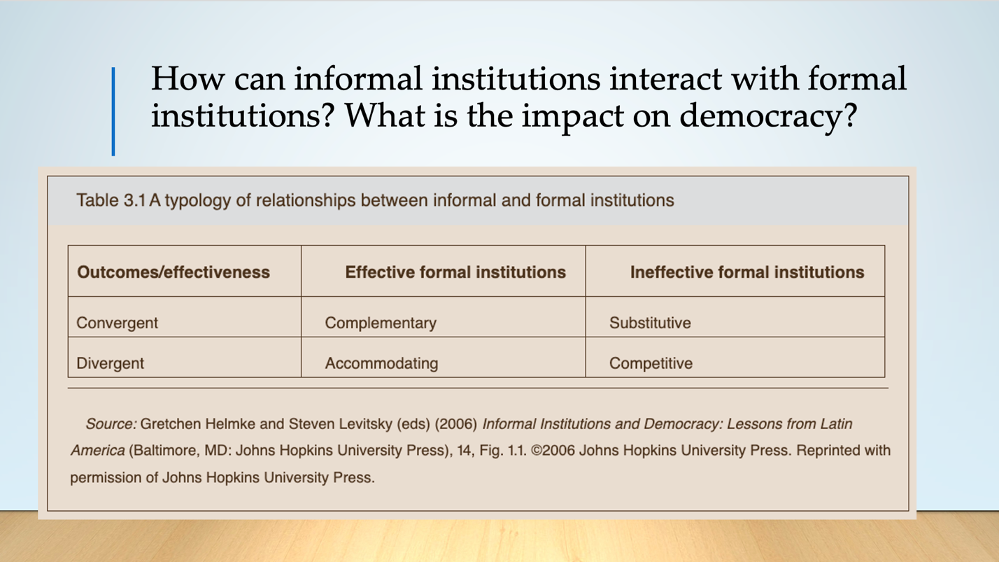 How can informal institutions interact with formal
institutions? What is the impact on democracy?
Table 3.1 A typology of relationships between informal and formal institutions
Outcomes/effectiveness Effective formal institutions Ineffective formal institutions
Convergent Complementary Substitutive
Divergent Accommodating Competitive
Source: Gretchen Helmke and Steven Levitsky (eds) (2006) Informal Institutions and Democracy: Lessons from Latin
America (Baltimore, MD: Johns Hopkins University Press), 14, Fig. 1.1. ©2006 Johns Hopkins University Press. Reprinted with
permission of Johns Hopkins University Press.